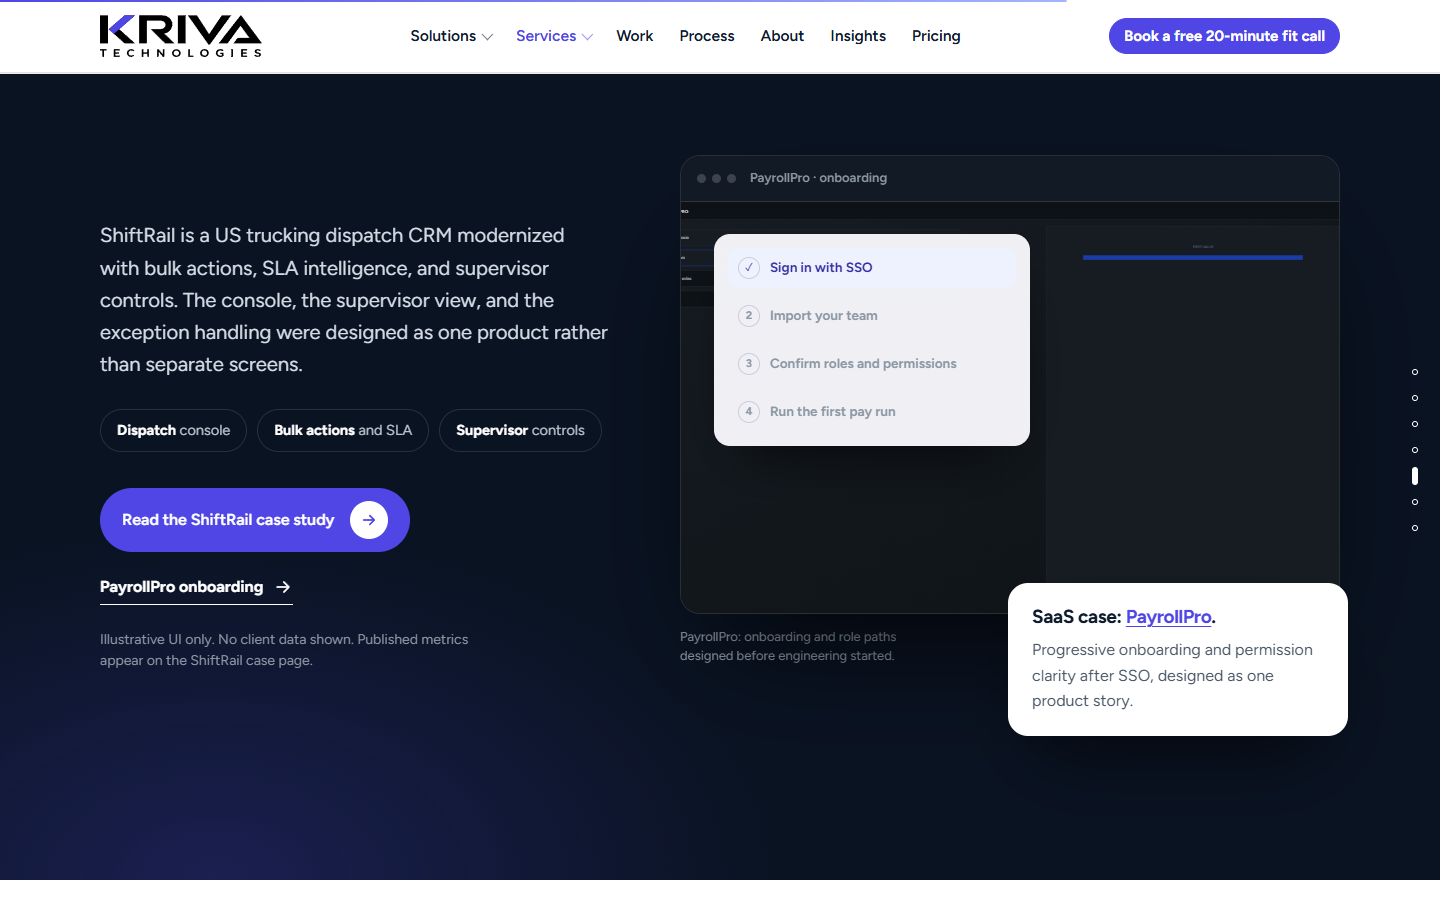 KRIVA
TECHNOLOGIES
Solutions
Services
Work
Process
About
Insights
Pricing
Book a free 20-minute fit call
ShiftRail is a US trucking dispatch CRM modernized
with bulk actions, SLA intelligence, and supervisor
controls. The console, the supervisor view, and the
exception handling were designed as one product rather
than separate screens.
Dispatch console
Bulk actions and SLA
Supervisor controls
Read the ShiftRail case study
PayrollPro onboarding
Illustrative UI only. No client data shown. Published metrics
appear on the ShiftRail case page.
PayrollPro · onboarding
✓ Sign in with SSO
2 Import your team
3 Confirm roles and permissions
4 Run the first pay run
PayrollPro: onboarding and role paths
designed before engineering started.
SaaS case: PayrollPro.
Progressive onboarding and permission
clarity after SSO, designed as one
product story.